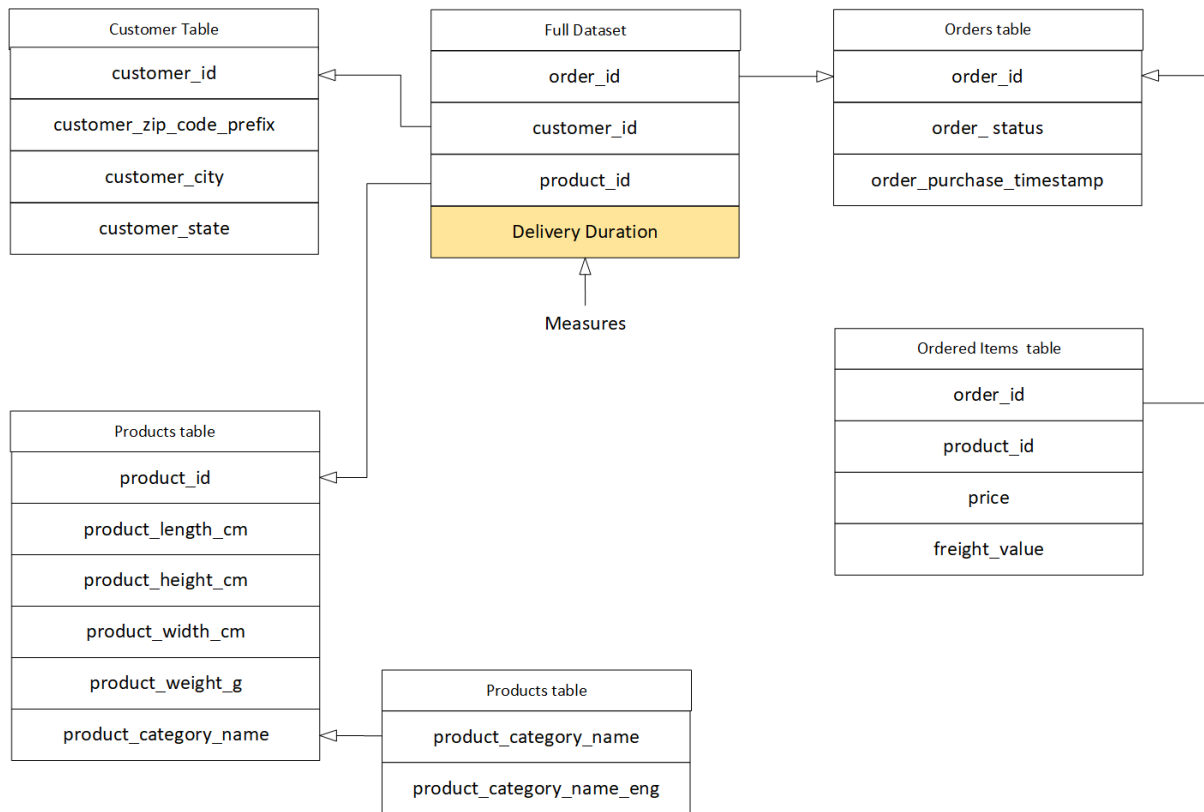 Customer Table
customer_id
customer_zip_code_prefix
customer_city
customer_state
Full Dataset
order_id
customer_id
product_id
Delivery Duration
Measures
Orders table
order_id
order_ status
order_purchase_timestamp
Ordered Items  table
order_id
product_id
price
freight_value
Products table
product_id
product_length_cm
product_height_cm
product_width_cm
product_weight_g
product_category_name
Products table
product_category_name
product_category_name_eng